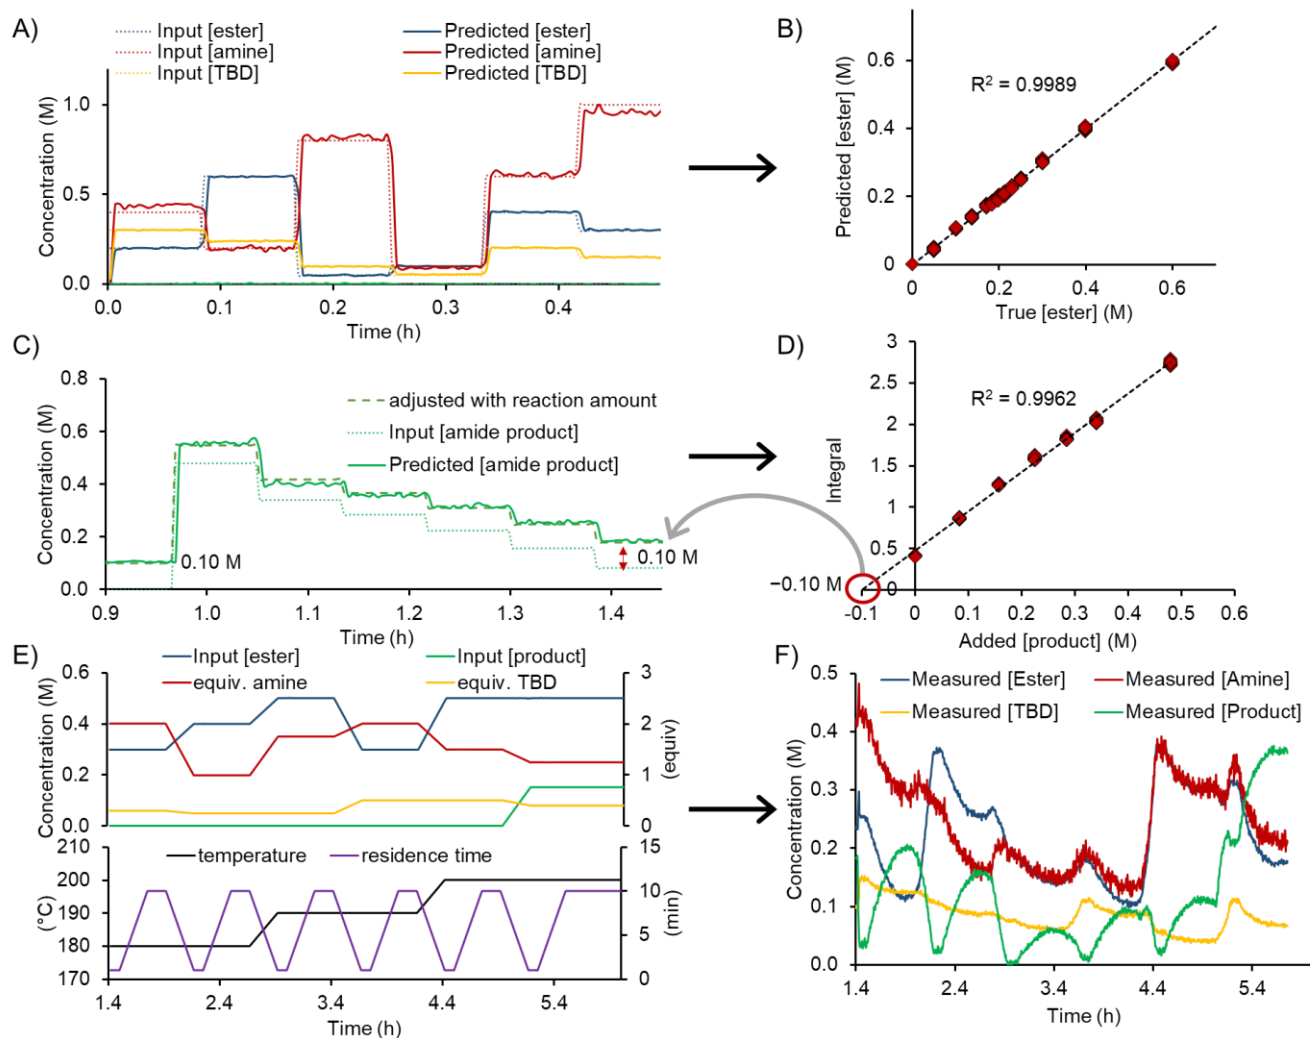 A)
Input [ester]
Predicted [ester]
Input [amine]
Predicted [amine]
Input [TBD]
Predicted [TBD]
Concentration (M)
1.0
0.5
0.0
0.0 0.1 0.2 0.3 0.4
Time (h)
B)
Predicted [ester] (M)
0.6
0.4
0.2
0
R² = 0.9989
0 0.2 0.4 0.6
True [ester] (M)
C)
Concentration (M)
0.8
0.6
0.4
0.2
0.0
adjusted with reaction amount
Input [amide product]
Predicted [amide product]
0.10 M
0.10 M
0.9 1.0 1.1 1.2 1.3 1.4
Time (h)
D)
Integral
3
2.5
2
1.5
1
0.5
0
R² = 0.9962
−0.10 M
-0.1 0 0.1 0.2 0.3 0.4 0.5 0.6
Added [product] (M)
E)
Input [ester]
Input [product]
equiv. amine
equiv. TBD
Concentration (M)
0.6
0.4
0.2
0.0
3
2
1
0
(equiv)
temperature
residence time
(°C)
210
200
190
180
170
15
10
5
0
(min)
1.4 2.4 3.4 4.4 5.4
Time (h)
F)
Measured [Ester]
Measured [Amine]
Measured [TBD]
Measured [Product]
Concentration (M)
0.5
0.4
0.3
0.2
0.1
0.0
1.4 2.4 3.4 4.4 5.4
Time (h)